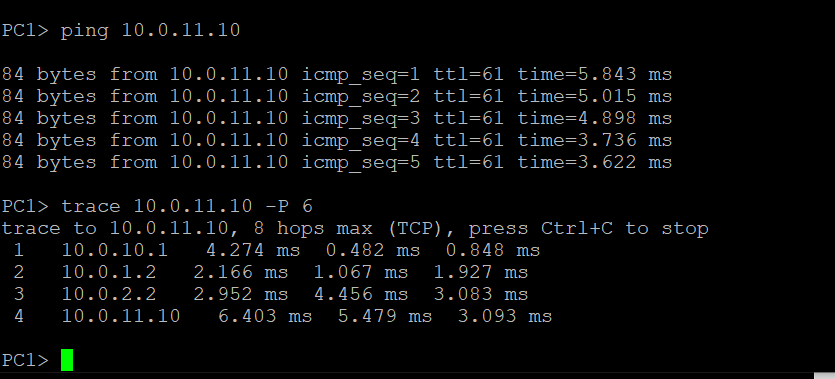 PC1> ping 10.0.11.10
84 bytes from 10.0.11.10 icmp_seq=1 ttl=61 time=5.843 ms
84 bytes from 10.0.11.10 icmp_seq=2 ttl=61 time=5.015 ms
84 bytes from 10.0.11.10 icmp_seq=3 ttl=61 time=4.898 ms
84 bytes from 10.0.11.10 icmp_seq=4 ttl=61 time=3.736 ms
84 bytes from 10.0.11.10 icmp_seq=5 ttl=61 time=3.622 ms
PC1> trace 10.0.11.10 -P 6
trace to 10.0.11.10, 8 hops max (TCP), press Ctrl+C to stop
 1   10.0.10.1   4.274 ms  0.482 ms  0.848 ms
 2   10.0.1.2   2.166 ms  1.067 ms  1.927 ms
 3   10.0.2.2   2.952 ms  4.456 ms  3.083 ms
 4   10.0.11.10   6.403 ms  5.479 ms  3.093 ms
PC1>